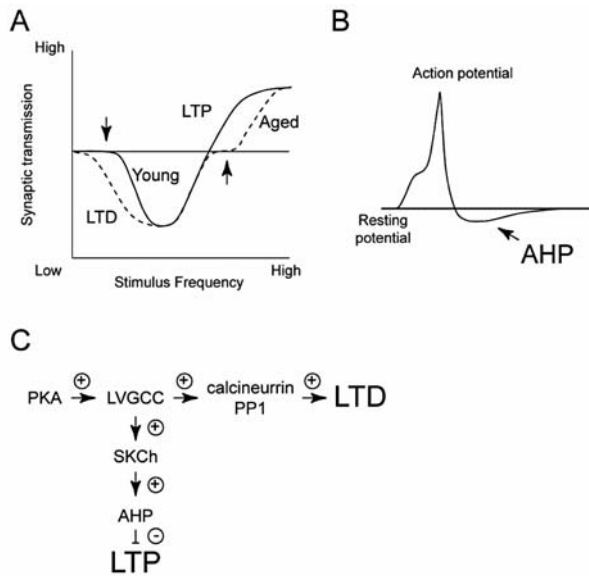 A
High
Synaptic transmission
LTP
Aged
Young
LTD
Low
Stimulus Frequency
High
B
Action potential
Resting
potential
AHP
C
PKA + LVGCC + calcineurrin
PP1 + LTD
+
SKCh
+
AHP
-
LTP